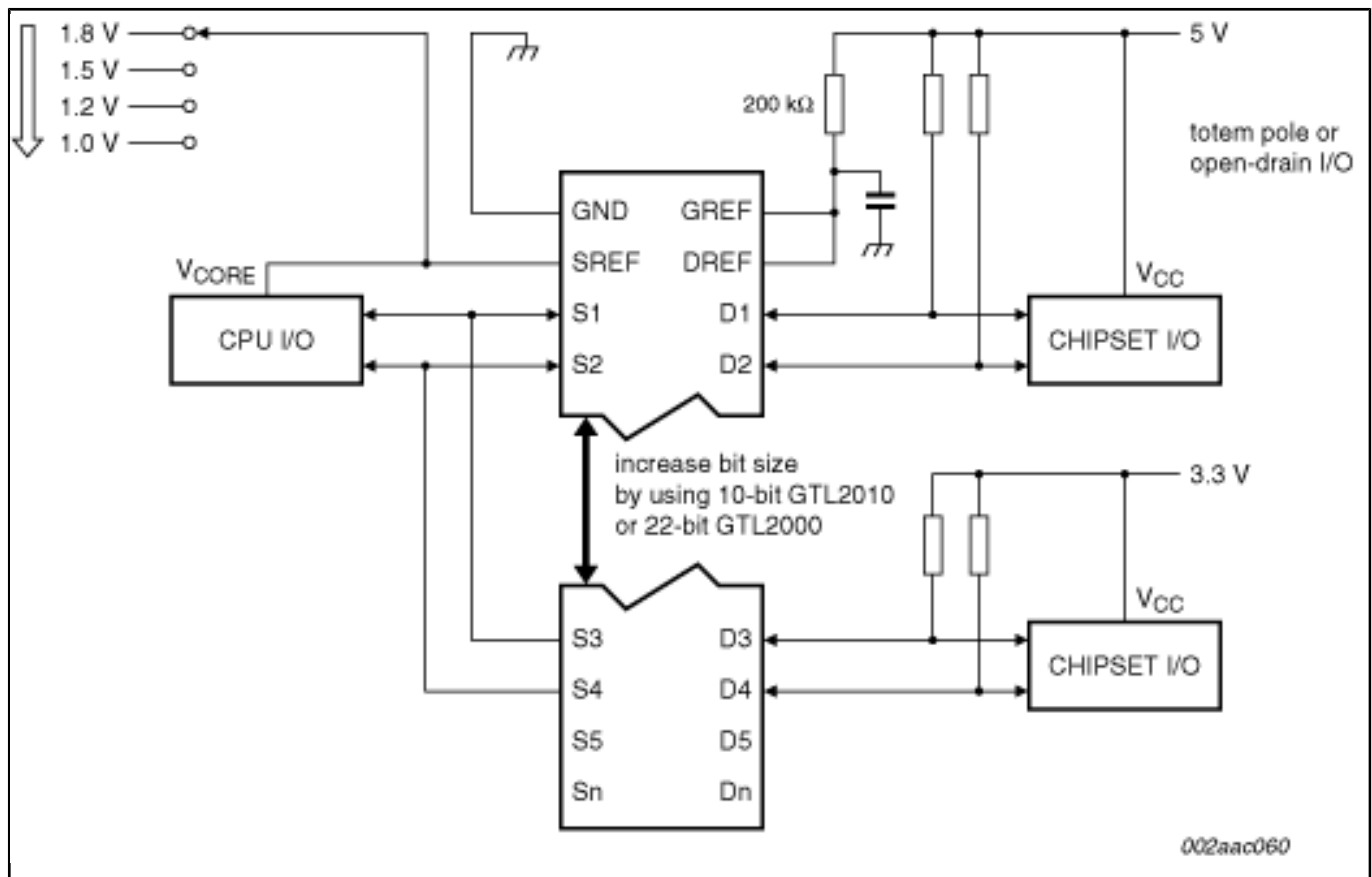 1.8 V
1.5 V
1.2 V
1.0 V
5 V
200 kΩ
totem pole or
open-drain I/O
GND
GREF
SREF
DREF
VCORE
VCC
S1
D1
CPU I/O
CHIPSET I/O
S2
D2
increase bit size
by using 10-bit GTL2010
or 22-bit GTL2000
3.3 V
VCC
S3
D3
CHIPSET I/O
S4
D4
S5
D5
Sn
Dn
002aac060